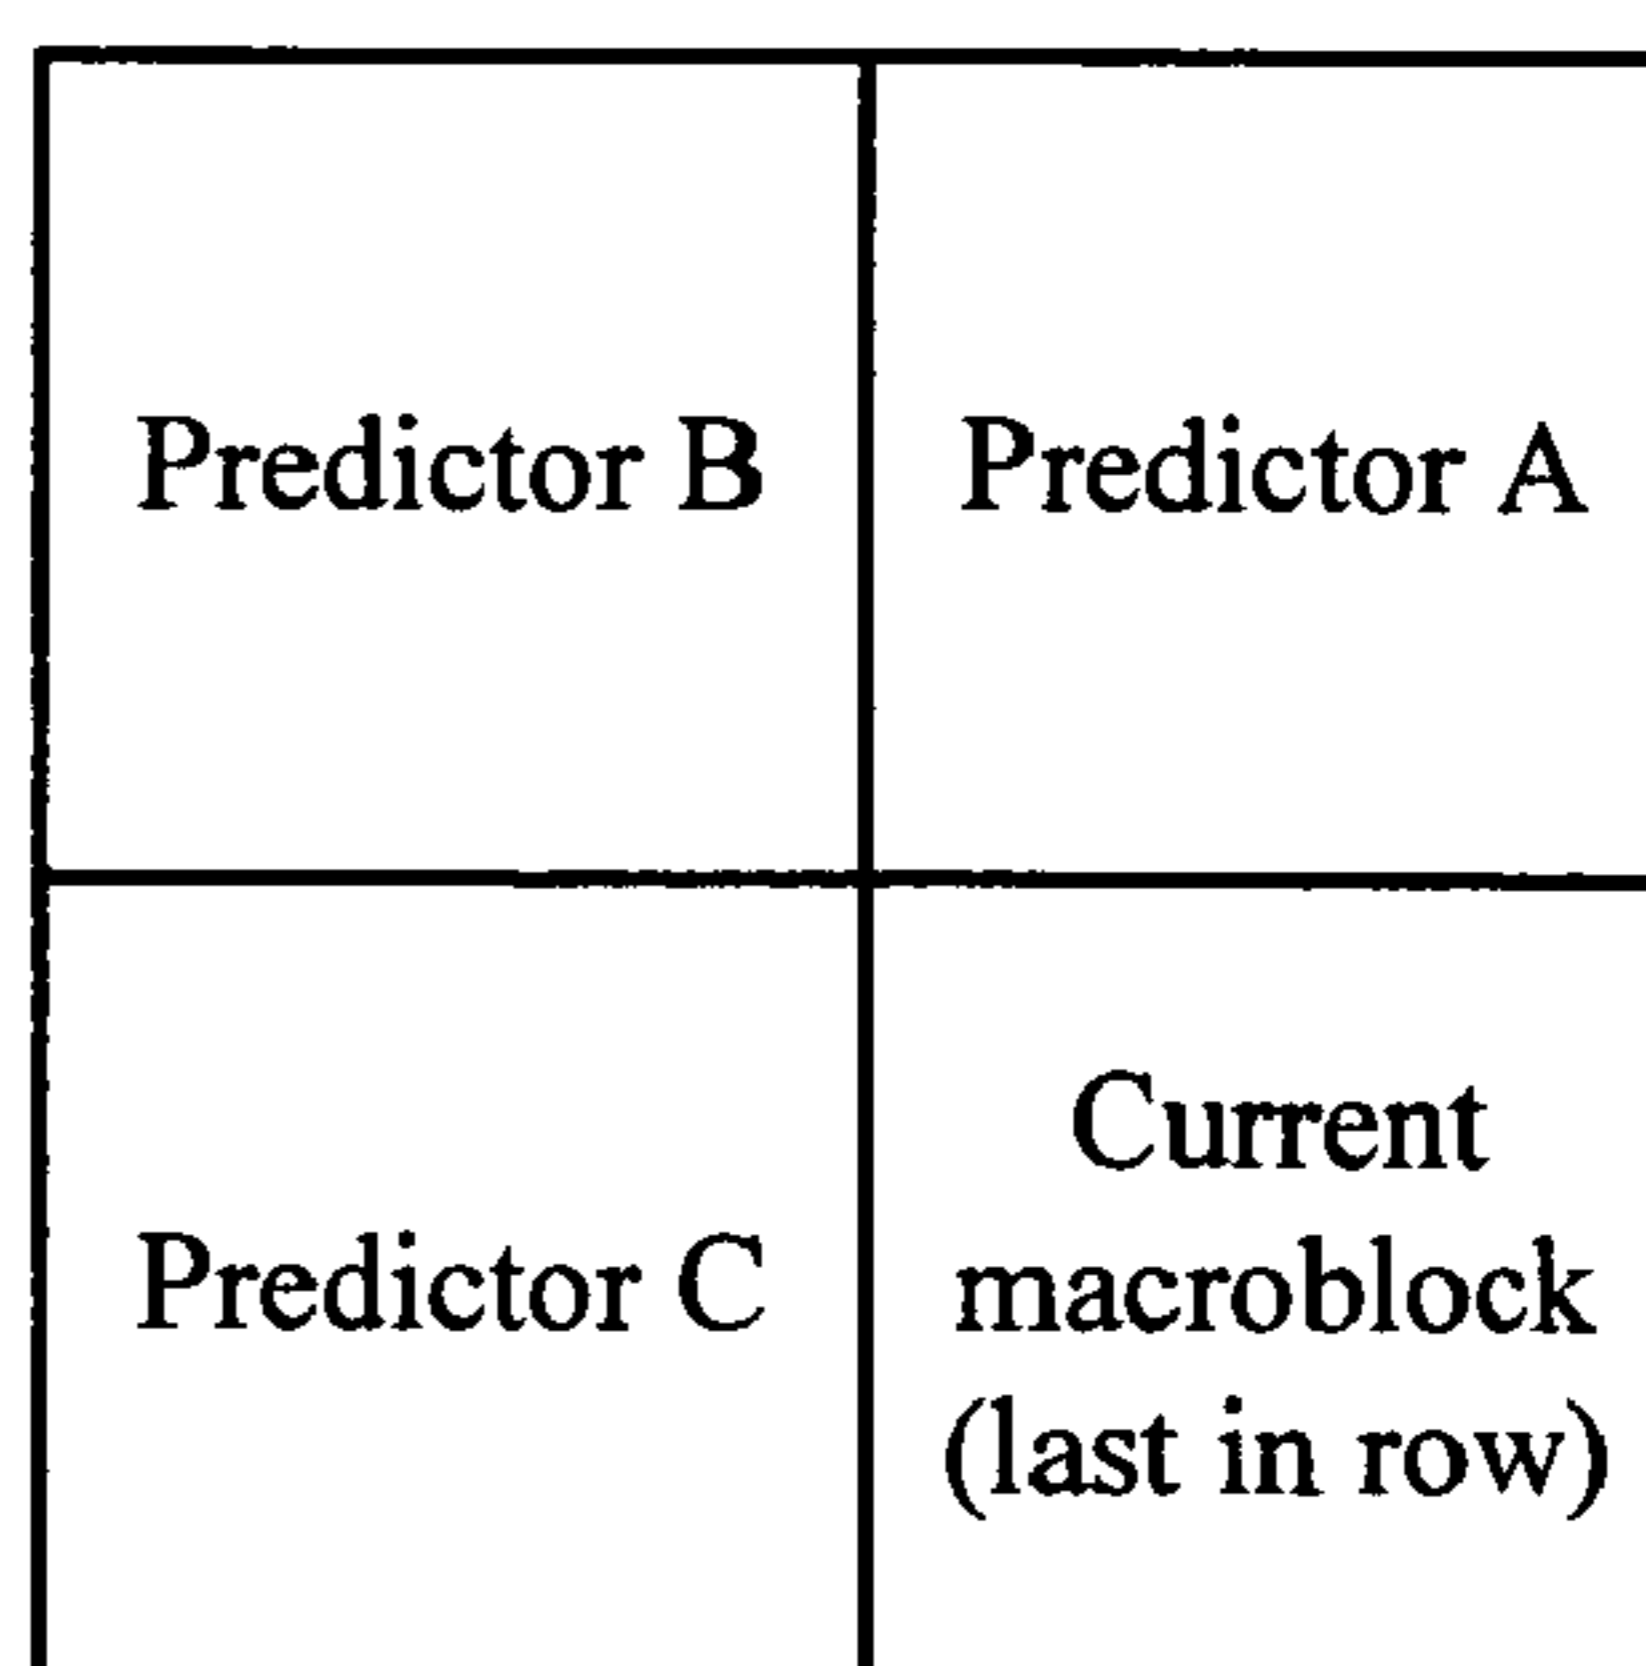 Predictor B
Predictor A
Predictor C
Current
macroblock
(last in row)